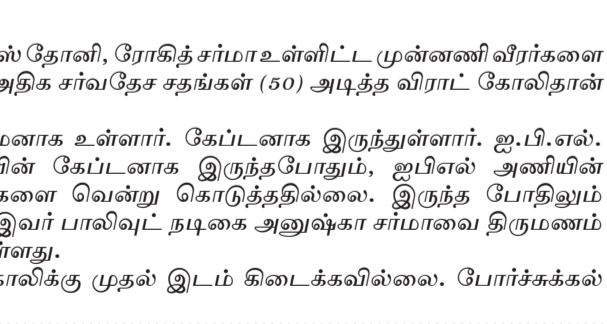 ஸ் தோனி, ரோகித் சர்மா உள்ளிட்ட முன்னணி வீரர்களை
அதிக சர்வதேச சதங்கள் (50) அடித்த விராட் கோலிதான்
மனாக உள்ளார். கேப்டனாக இருந்துள்ளார். ஐ.பி.எல்.
பின் கேப்டனாக இருந்தபோதும், ஐபிஎல் அணியின்
களை வென்று கொடுத்ததில்லை. இருந்த போதிலும்
இவர் பாலிவுட் நடிகை அனுஷ்கா சர்மாவை திருமணம்
ள்ளது.
காலிக்கு முதல் இடம் கிடைக்கவில்லை. போர்ச்சுக்கல்